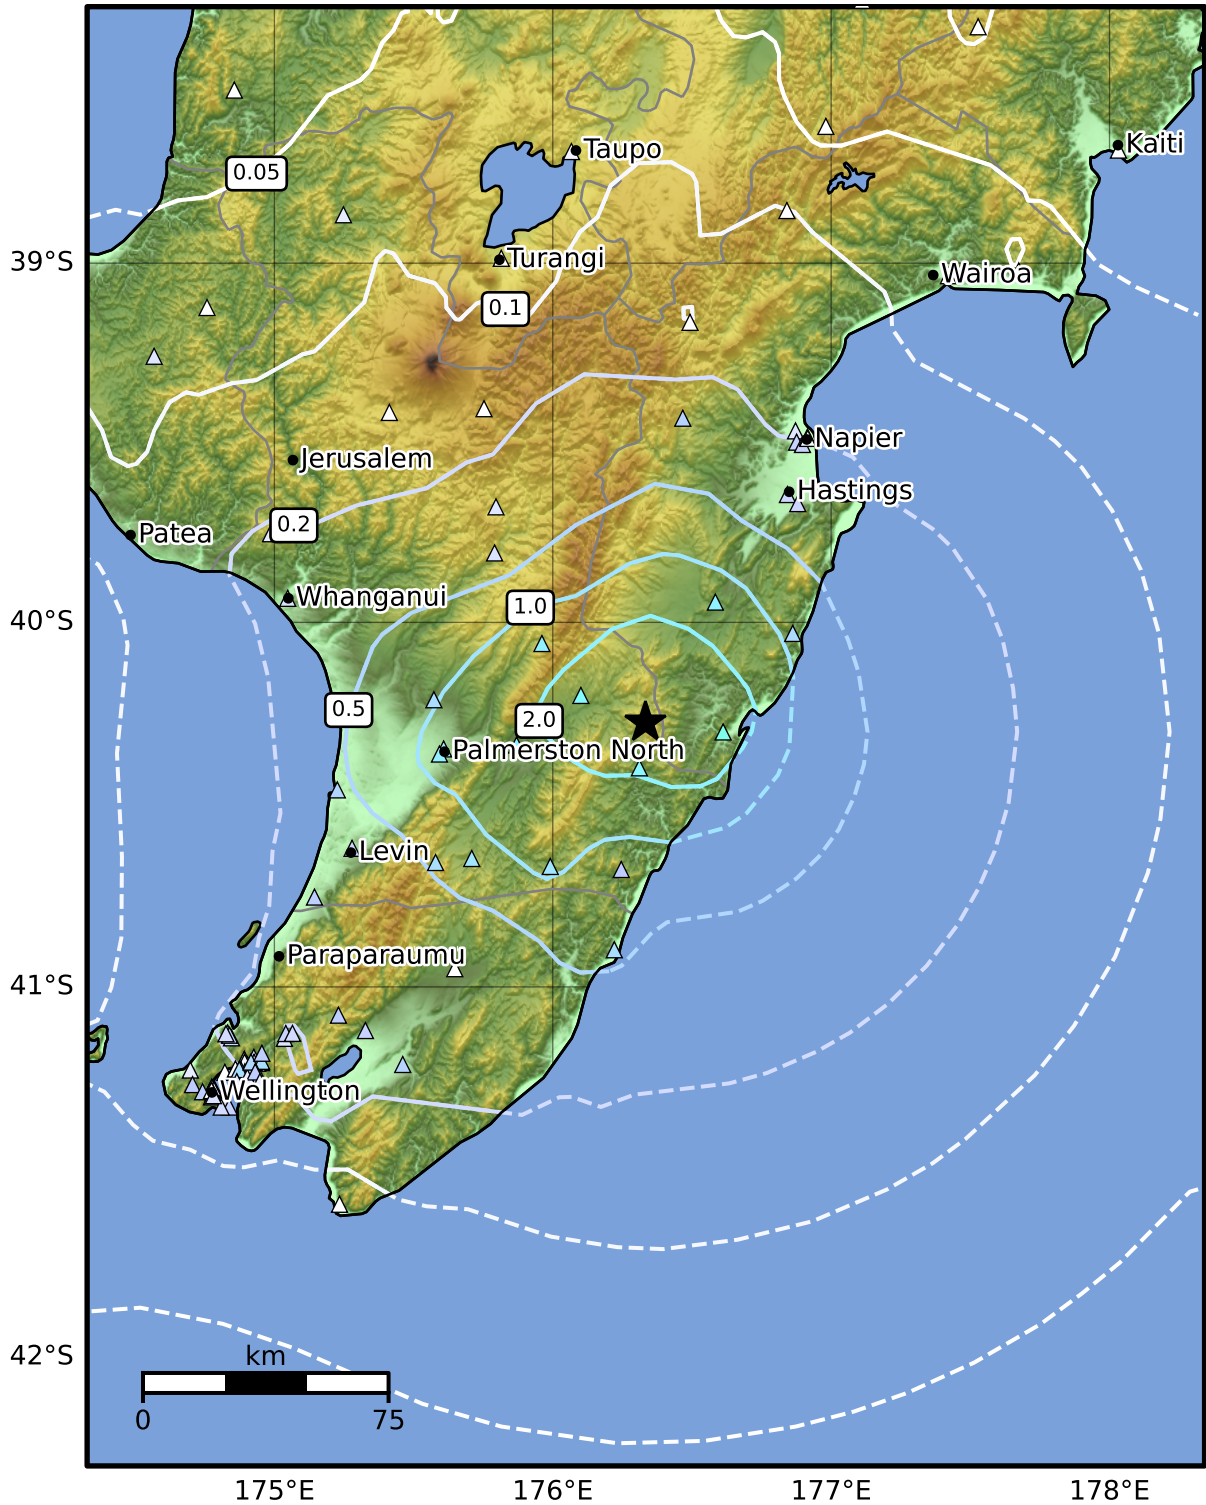 Kaiti
Taupo
0.05
Turangi
39°S
Wairoa
0.1
Napier
Jerusalem
Hastings
0.2
Patea
Whanganui
1.0
40°S
0.5
2.0
Palmerston North
Levin
Paraparaumu
41°S
Wellington
42°S
km
0 75
175°E 176°E 177°E 178°E